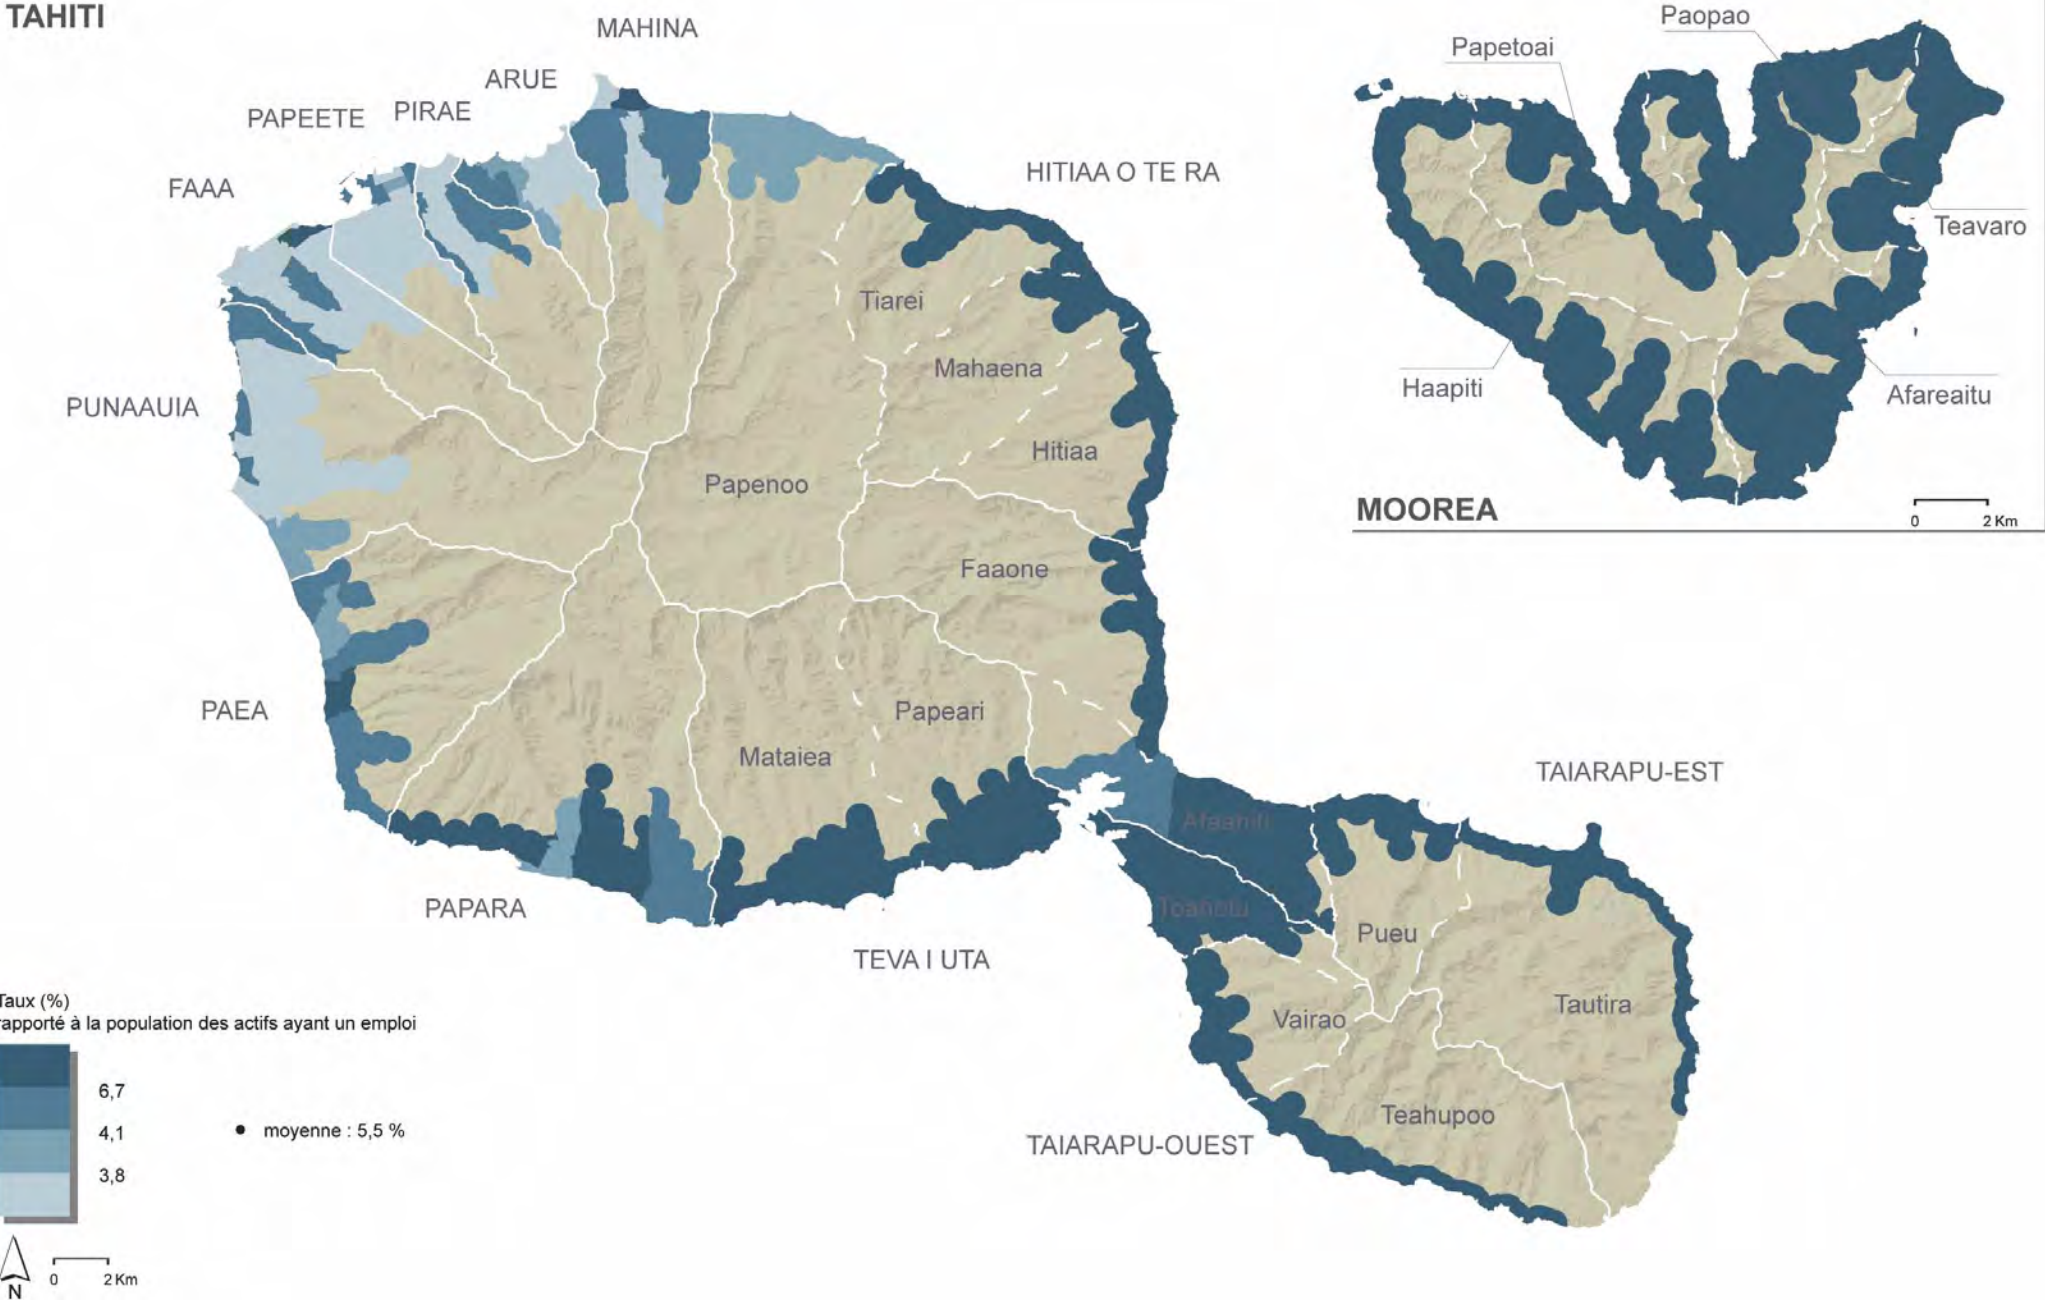 TAHITI
MAHINA
ARUE
PAPEETE
PIRAE
FAAA
HITIAA O TE RA
PUNAAUIA
Tiarei
Mahaena
Hitiaa
Papenoo
Faaone
PAEA
Papeari
Mataiea
PAPARA
TEVA I UTA
TAIARAPU-EST
Afaahiti
Toahotu
Pueu
Vairao
Tautira
Teahupoo
TAIARAPU-OUEST
Paopao
Papetoai
Teavaro
Haapiti
Afareaitu
MOOREA
0 2 Km
Taux (%)
rapporté à la population des actifs ayant un emploi
6,7
4,1
3,8
moyenne : 5,5 %
N
0 2 Km